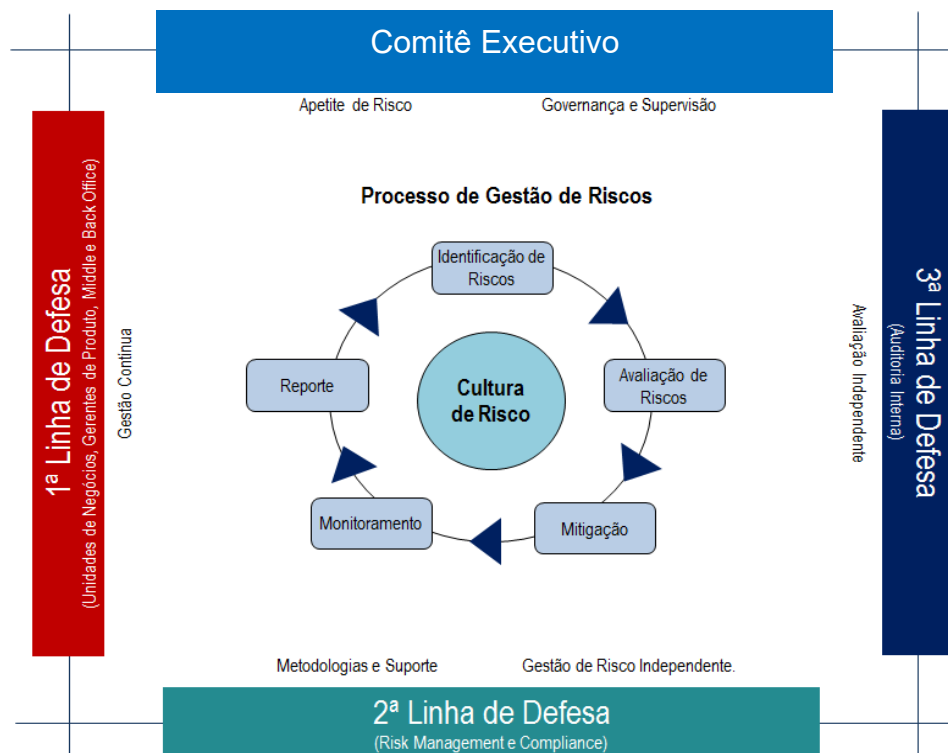 Comitê Executivo
Apetite de Risco
Governança e Supervisão
1ª Linha de Defesa
(Unidades de Negócios, Gerentes de Produto, Middle e Back Office)
Gestão Continua
Processo de Gestão de Riscos
Identificação de
Riscos
Avaliação de
Riscos
Mitigação
Monitoramento
Reporte
Cultura
de Risco
Avaliação Independente
3ª Linha de Defesa
(Auditoria Interna)
Metodologias e Suporte
Gestão de Risco Independente.
2ª Linha de Defesa
(Risk Management e Compliance)